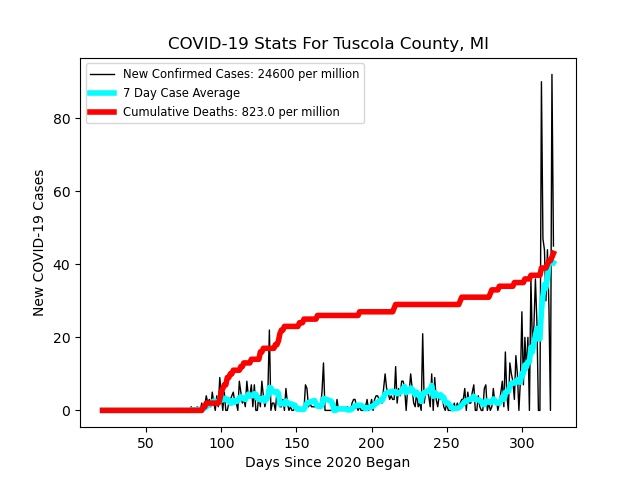 COVID-19 Stats For Tuscola County, MI
New Confirmed Cases: 24600 per million
7 Day Case Average
Cumulative Deaths: 823.0 per million
New COVID-19 Cases
80
60
40
20
0
50 100 150 200 250 300
Days Since 2020 Began